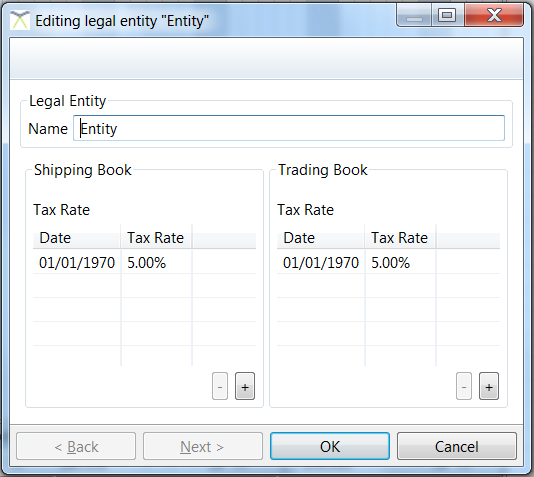 Editing legal entity "Entity"
Legal Entity
Name Entity
Shipping Book
Tax Rate
Date Tax Rate
01/01/1970 5.00%
- +
Trading Book
Tax Rate
Date Tax Rate
01/01/1970 5.00%
- +
< Back Next > OK Cancel